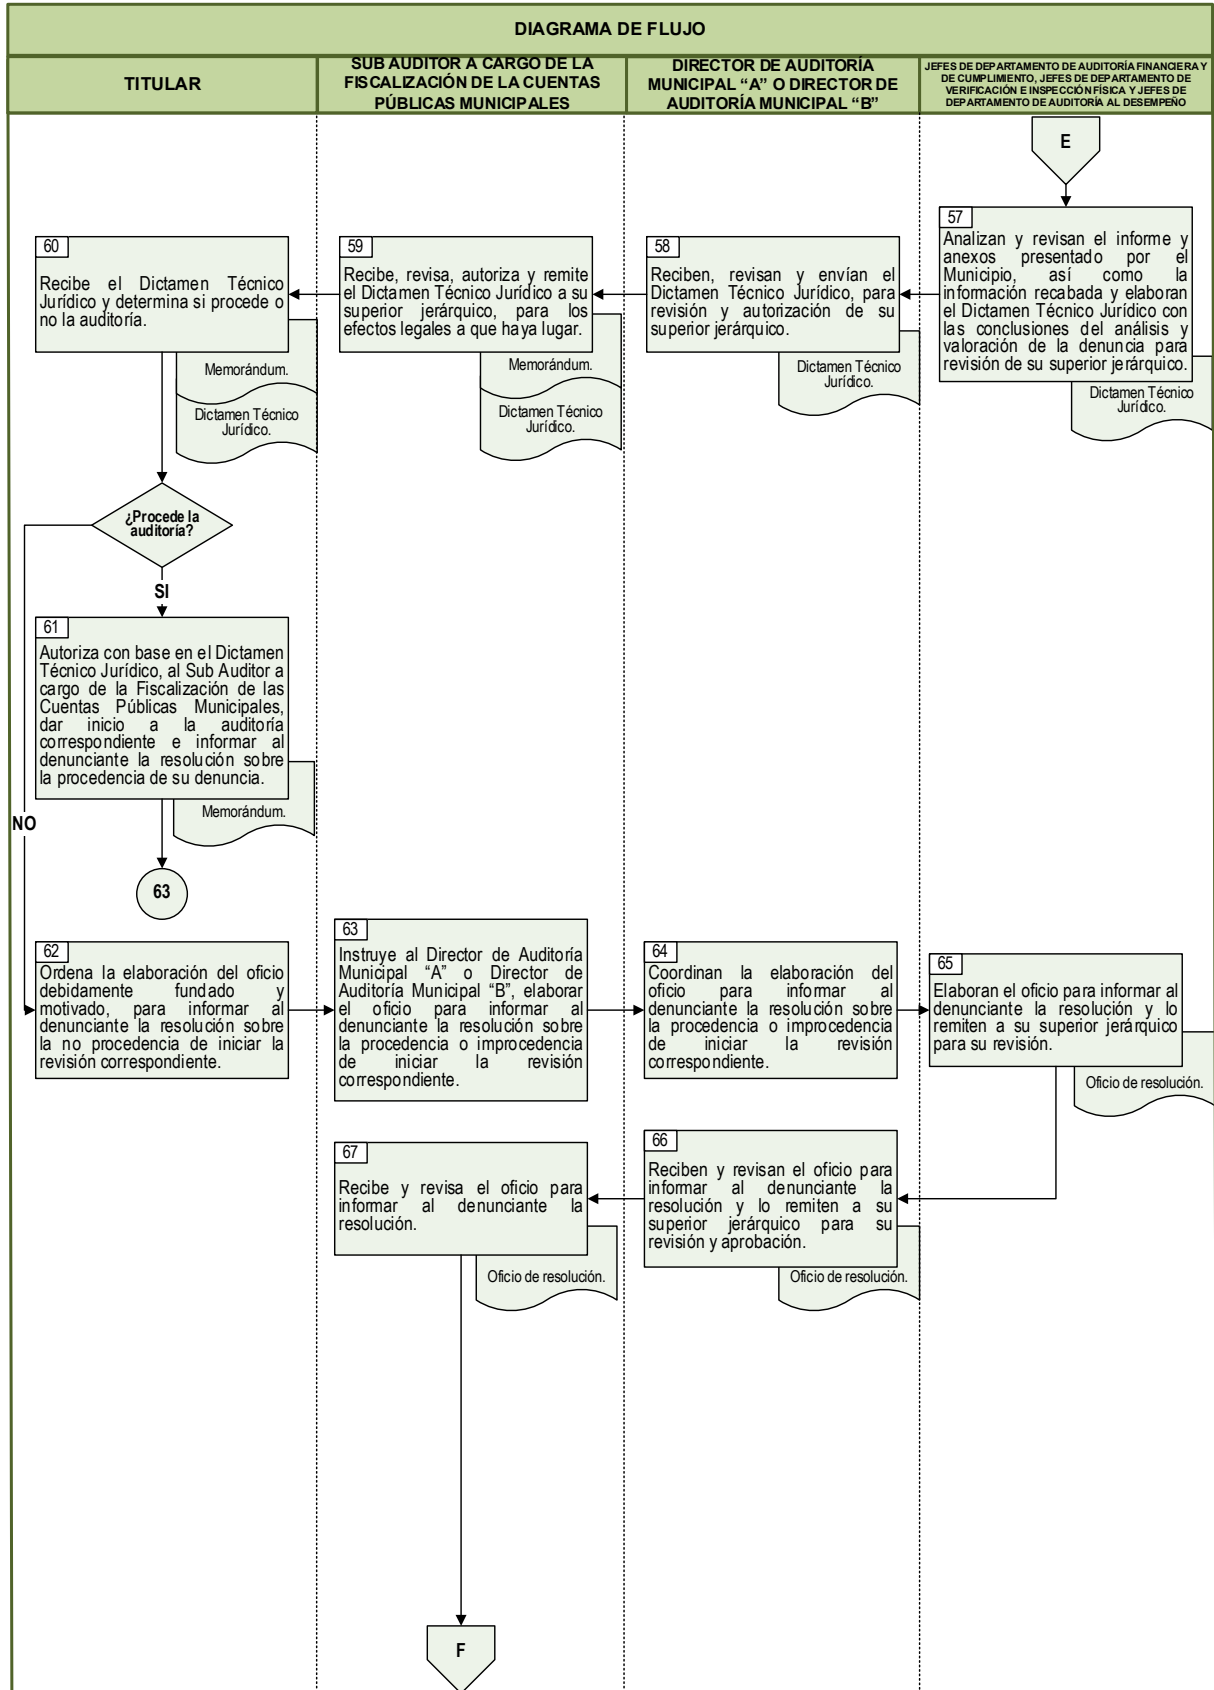 DIAGRAMA DE FLUJO
TITULAR
SUB AUDITOR A CARGO DE LA
FISCALIZACIÓN DE LA CUENTAS
PÚBLICAS MUNICIPALES
DIRECTOR DE AUDITORÍA
MUNICIPAL “A” O DIRECTOR DE
AUDITORÍA MUNICIPAL “B”
JEFES DE DEPARTAMENTO DE AUDITORÍA FINANCIERA Y
DE CUMPLIMIENTO, JEFES DE DEPARTAMENTO DE
VERIFICACIÓN E INSPECCIÓN FÍSICA Y JEFES DE
DEPARTAMENTO DE AUDITORÍA AL DESEMPEÑO
E
57
Analizan y revisan el informe y
anexos presentado por el
Municipio, así como la
información recabada y elaboran
el Dictamen Técnico Jurídico con
las conclusiones del análisis y
valoración de la denuncia para
revisión de su superior jerárquico.
Dictamen Técnico
Jurídico.
58
Reciben, revisan y envían el
Dictamen Técnico Jurídico, para
revisión y autorización de su
superior jerárquico.
Dictamen Técnico
Jurídico.
59
Recibe, revisa, autoriza y remite
el Dictamen Técnico Jurídico a su
superior jerárquico, para los
efectos legales a que haya lugar.
Memorándum.
Dictamen Técnico
Jurídico.
60
Recibe el Dictamen Técnico
Jurídico y determina si procede o
no la auditoría.
Memorándum.
Dictamen Técnico
Jurídico.
¿Procede la
auditoría?
SI
61
Autoriza con base en el Dictamen
Técnico Jurídico, al Sub Auditor a
cargo de la Fiscalización de las
Cuentas Públicas Municipales,
dar inicio a la auditoría
correspondiente e informar al
denunciante la resolución sobre
la procedencia de su denuncia.
Memorándum.
NO
63
62
Ordena la elaboración del oficio
debidamente fundado y
motivado, para informar al
denunciante la resolución sobre
la no procedencia de iniciar la
revisión correspondiente.
63
Instruye al Director de Auditoría
Municipal “A” o Director de
Auditoría Municipal “B”, elaborar
el oficio para informar al
denunciante la resolución sobre
la procedencia o improcedencia
de iniciar la revisión
correspondiente.
64
Coordinan la elaboración del
oficio para informar al
denunciante la resolución sobre
la procedencia o improcedencia
de iniciar la revisión
correspondiente.
65
Elaboran el oficio para informar al
denunciante la resolución y lo
remiten a su superior jerárquico
para su revisión.
Oficio de resolución.
66
Reciben y revisan el oficio para
informar al denunciante la
resolución y lo remiten a su
superior jerárquico para su
revisión y aprobación.
Oficio de resolución.
67
Recibe y revisa el oficio para
informar al denunciante la
resolución.
Oficio de resolución.
F